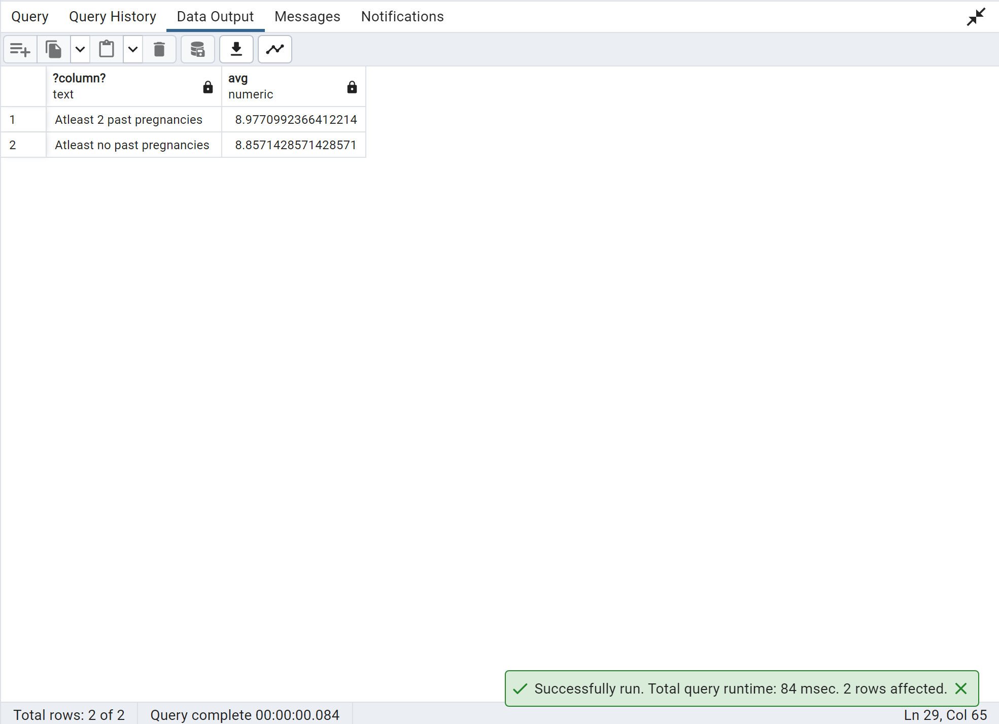 Query Query History Data Output Messages Notifications
?column? avg
text numeric
1 Atleast 2 past pregnancies 8.9770992366412214
2 Atleast no past pregnancies 8.8571428571428571
Successfully run. Total query runtime: 84 msec. 2 rows affected.
Total rows: 2 of 2 Query complete 00:00:00.084 Ln 29, Col 65